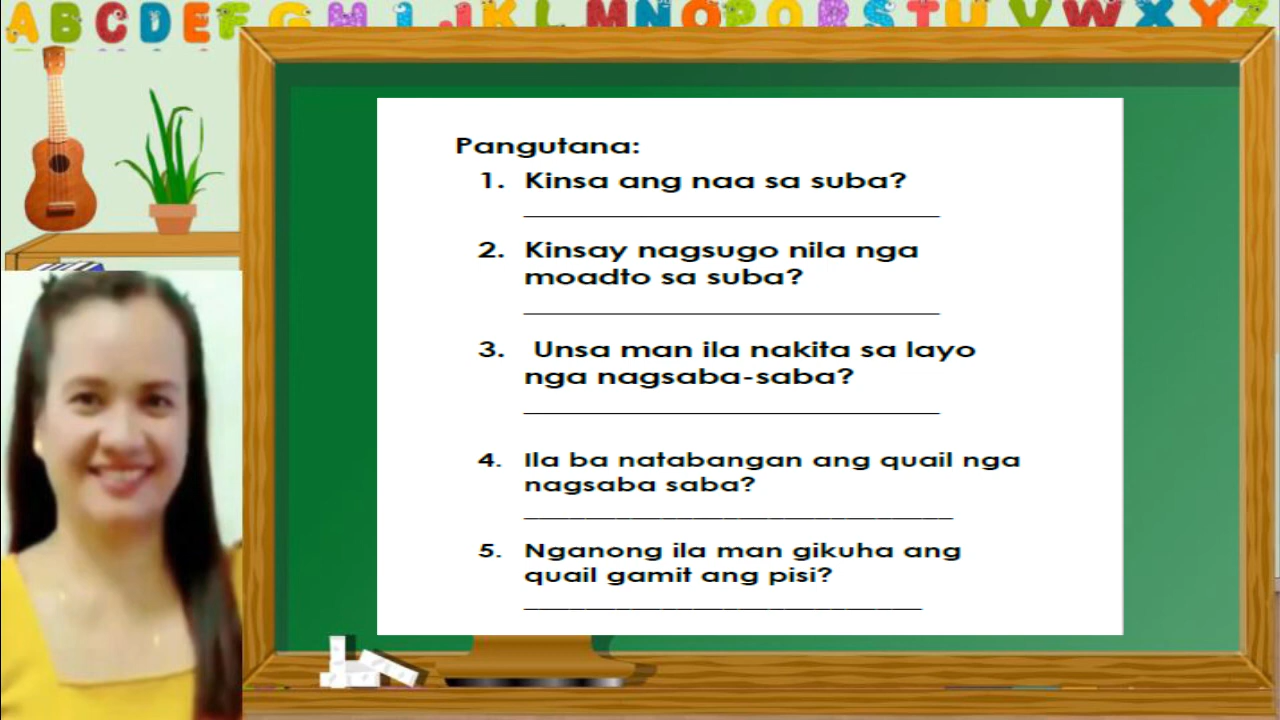 A B C D E F G H I J K L M N O P Q R S T U V W X Y Z
Pangutana:
1. Kinsa ang naa sa suba?
2. Kinsay nagsugo nila nga
moadto sa suba?
3. Unsa man ila nakita sa layo
nga nagsaba-saba?
4. Ila ba natabangan ang quail nga
nagsaba saba?
5. Nganong ila man gikuha ang
quail gamit ang pisi?